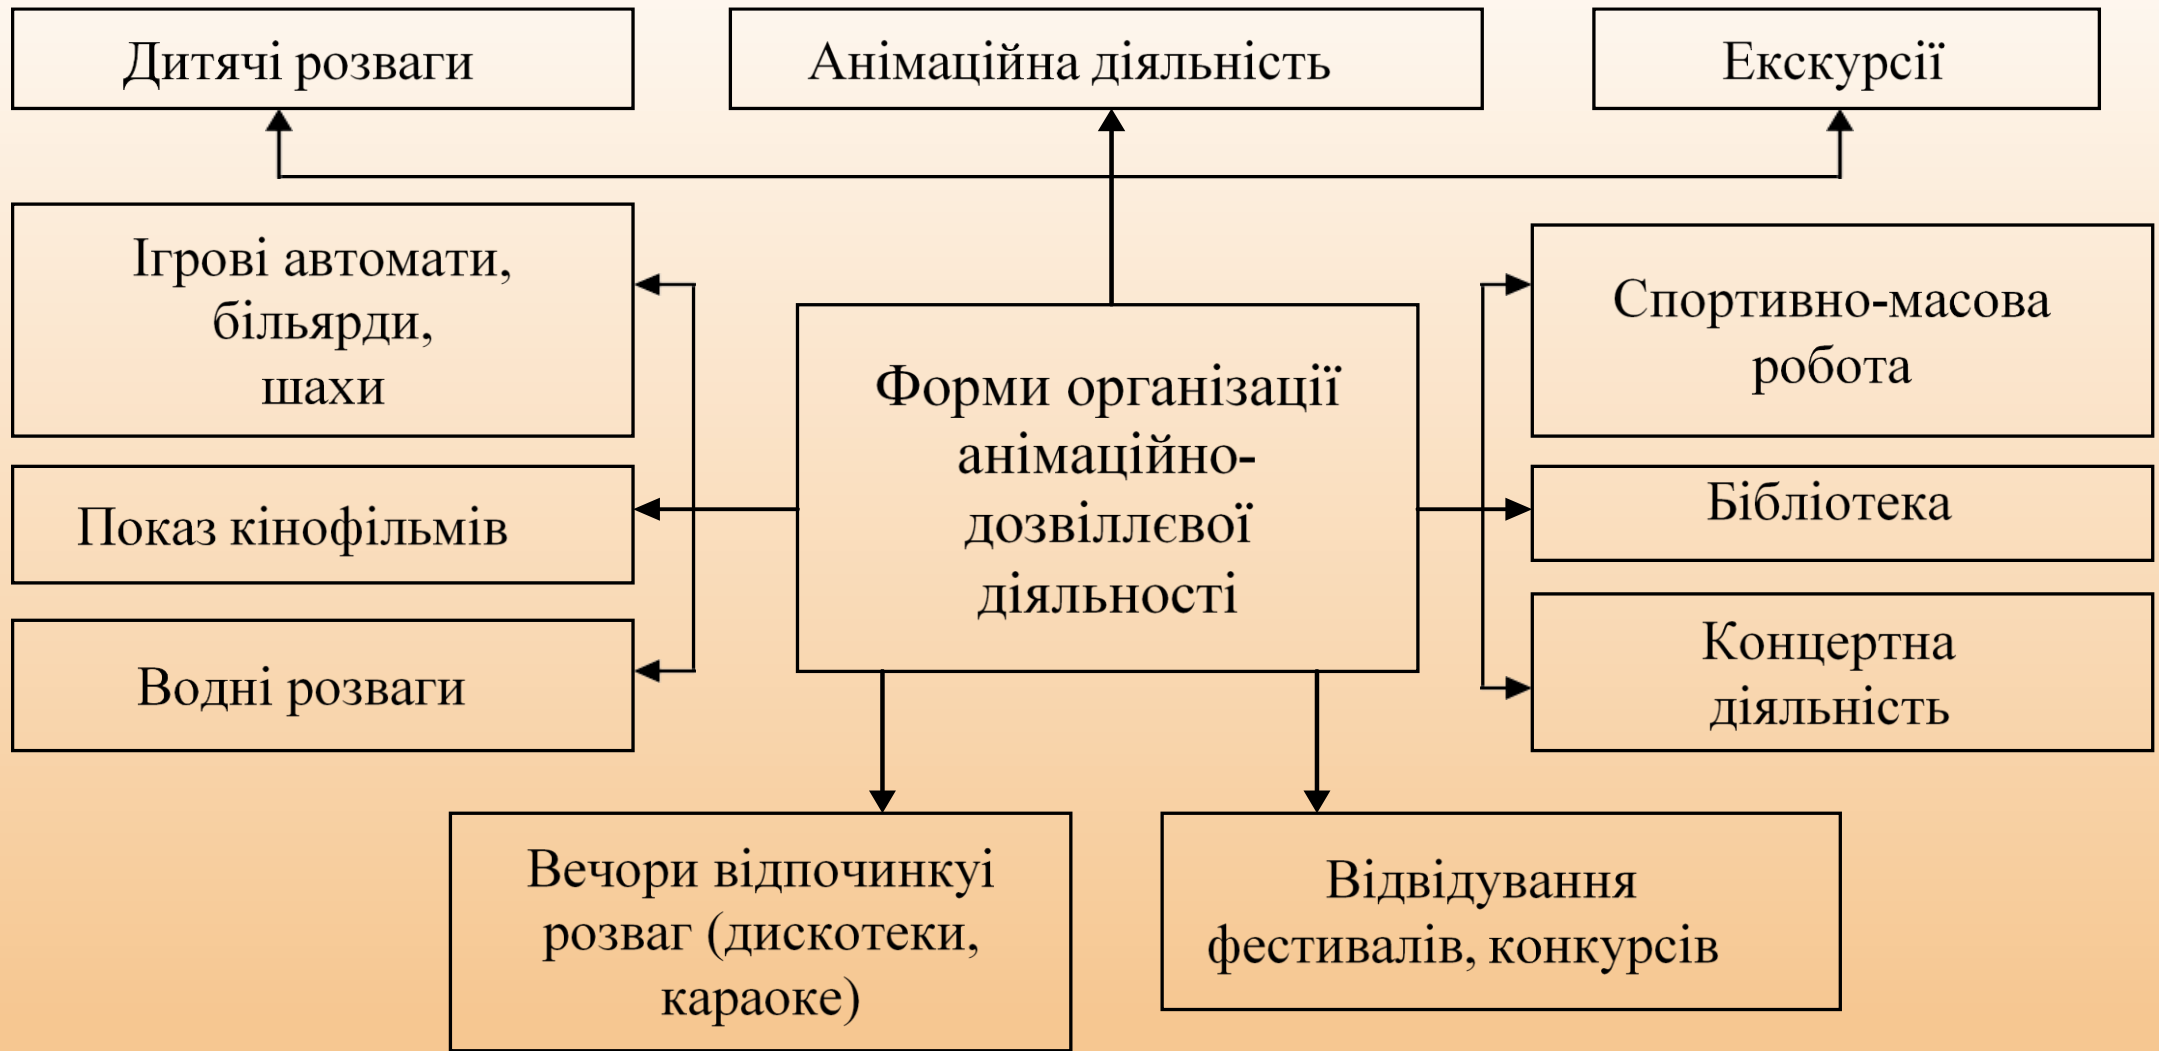 Дитячі розваги
Анімаційна діяльність
Екскурсії
Ігрові автомати,
більярди,
шахи
Показ кінофільмів
Водні розваги
Форми організації
анімаційно-
дозвіллєвої
діяльності
Спортивно-масова
робота
Бібліотека
Концертна
діяльність
Вечори відпочинкуі
розваг (дискотеки,
караоке)
Відвідування
фестивалів, конкурсів